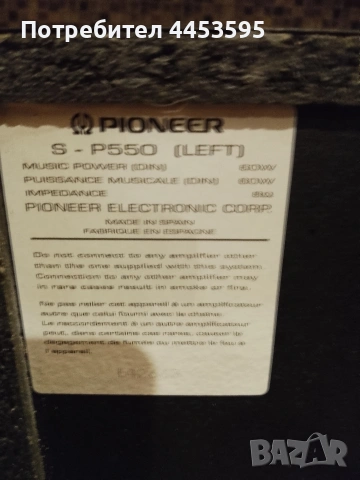 Потребител 4453595
PIONEER
S - P550 (LEFT)
MUSIC POWER (DIN) 60W
PUISSANCE MUSICALE (DIN) 60W
IMPEDANCE
PIONEER ELECTRONIC CORP.
MADE IN SPAIN
FABRIQUE EN ESPAGNE
Do not connect to any amplifier other
than the one supplied with this system.
Connection to any other amplifier may
in rare cases result in smoke or fire.
Ne pas relier cet appareil à un amplificateur
autre que celui fourni avec la chaîne.
Le raccordement à un autre amplificateur
peut, dans certains cas rares, causer un
dégagement de fumée ou mettre le feu à
l'appareil.
BAZAR